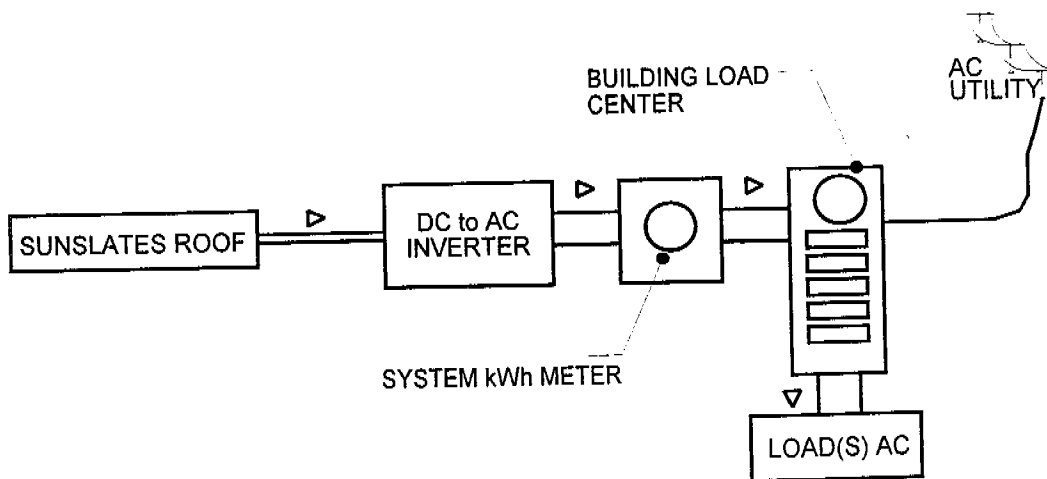 BUILDING LOAD
CENTER
AC
UTILITY
SUNSLATES ROOF
DC to AC
INVERTER
SYSTEM kWh METER
LOAD(S) AC